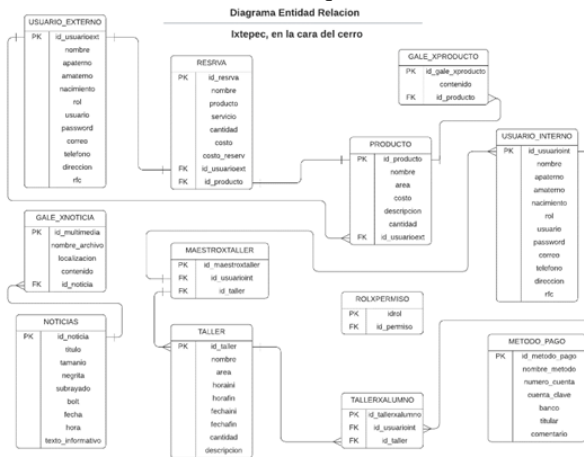 Diagrama Entidad Relacion
Ixtepec, en la cara del cerro
USUARIO_EXTERNO
PK id_usuarioext
nombre
apaterno
amaterno
nacimiento
rol
usuario
password
correo
telefono
direccion
rfc
RESRVA
PK id_resrva
nombre
producto
servicio
cantidad
costo
costo_reserv
FK id_usuarioext
FK id_producto
GALE_XPRODUCTO
PK id_gale_xproducto
contenido
FK id_producto
PRODUCTO
PK id_producto
nombre
area
costo
descripcion
cantidad
FK id_usuarioext
USUARIO_INTERNO
PK id_usuarioint
nombre
apaterno
amaterno
nacimiento
rol
usuario
password
correo
telefono
direccion
rfc
GALE_XNOTICIA
PK id_multimedia
nombre_archivo
localizacion
contenido
FK id_noticia
MAESTROXTALLER
PK id_maestroxtaller
FK id_usuarioint
FK id_taller
ROLXPERMISO
PK idrol
FK id_permiso
NOTICIAS
PK id_noticia
titulo
tamanio
negrita
subrayado
bolt
fecha
hora
texto_informativo
TALLER
PK id_taller
nombre
area
horaini
horafin
fechaini
fechafin
cantidad
descripcion
TALLERXALUMNO
PK id_tallerxalumno
FK id_usuarioint
FK id_taller
METODO_PAGO
PK id_metodo_pago
nombre_metodo
numero_cuenta
cuenta_clave
banco
titular
comentario